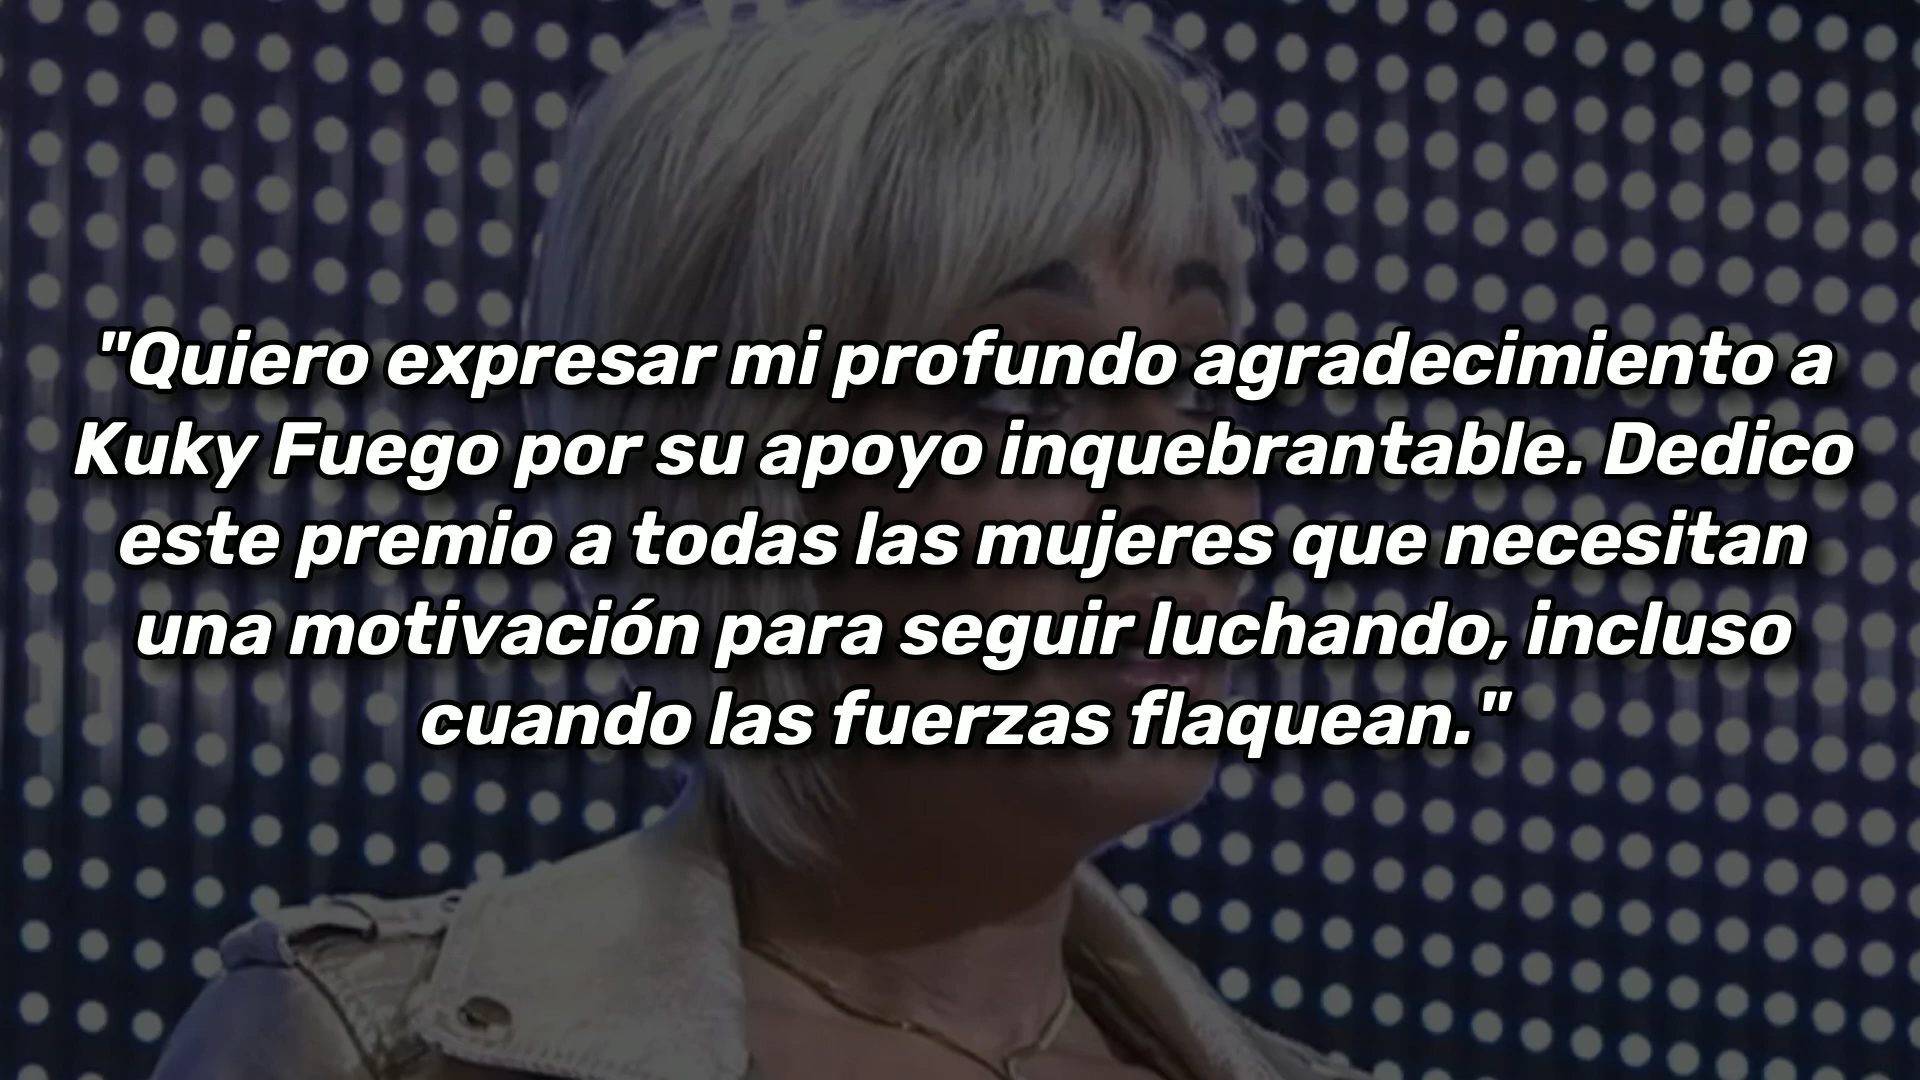 "Quiero expresar mi profundo agradecimiento a
Kuky Fuego por su apoyo inquebrantable. Dedico
este premio a todas las mujeres que necesitan
una motivación para seguir luchando, incluso
cuando las fuerzas flaquean."